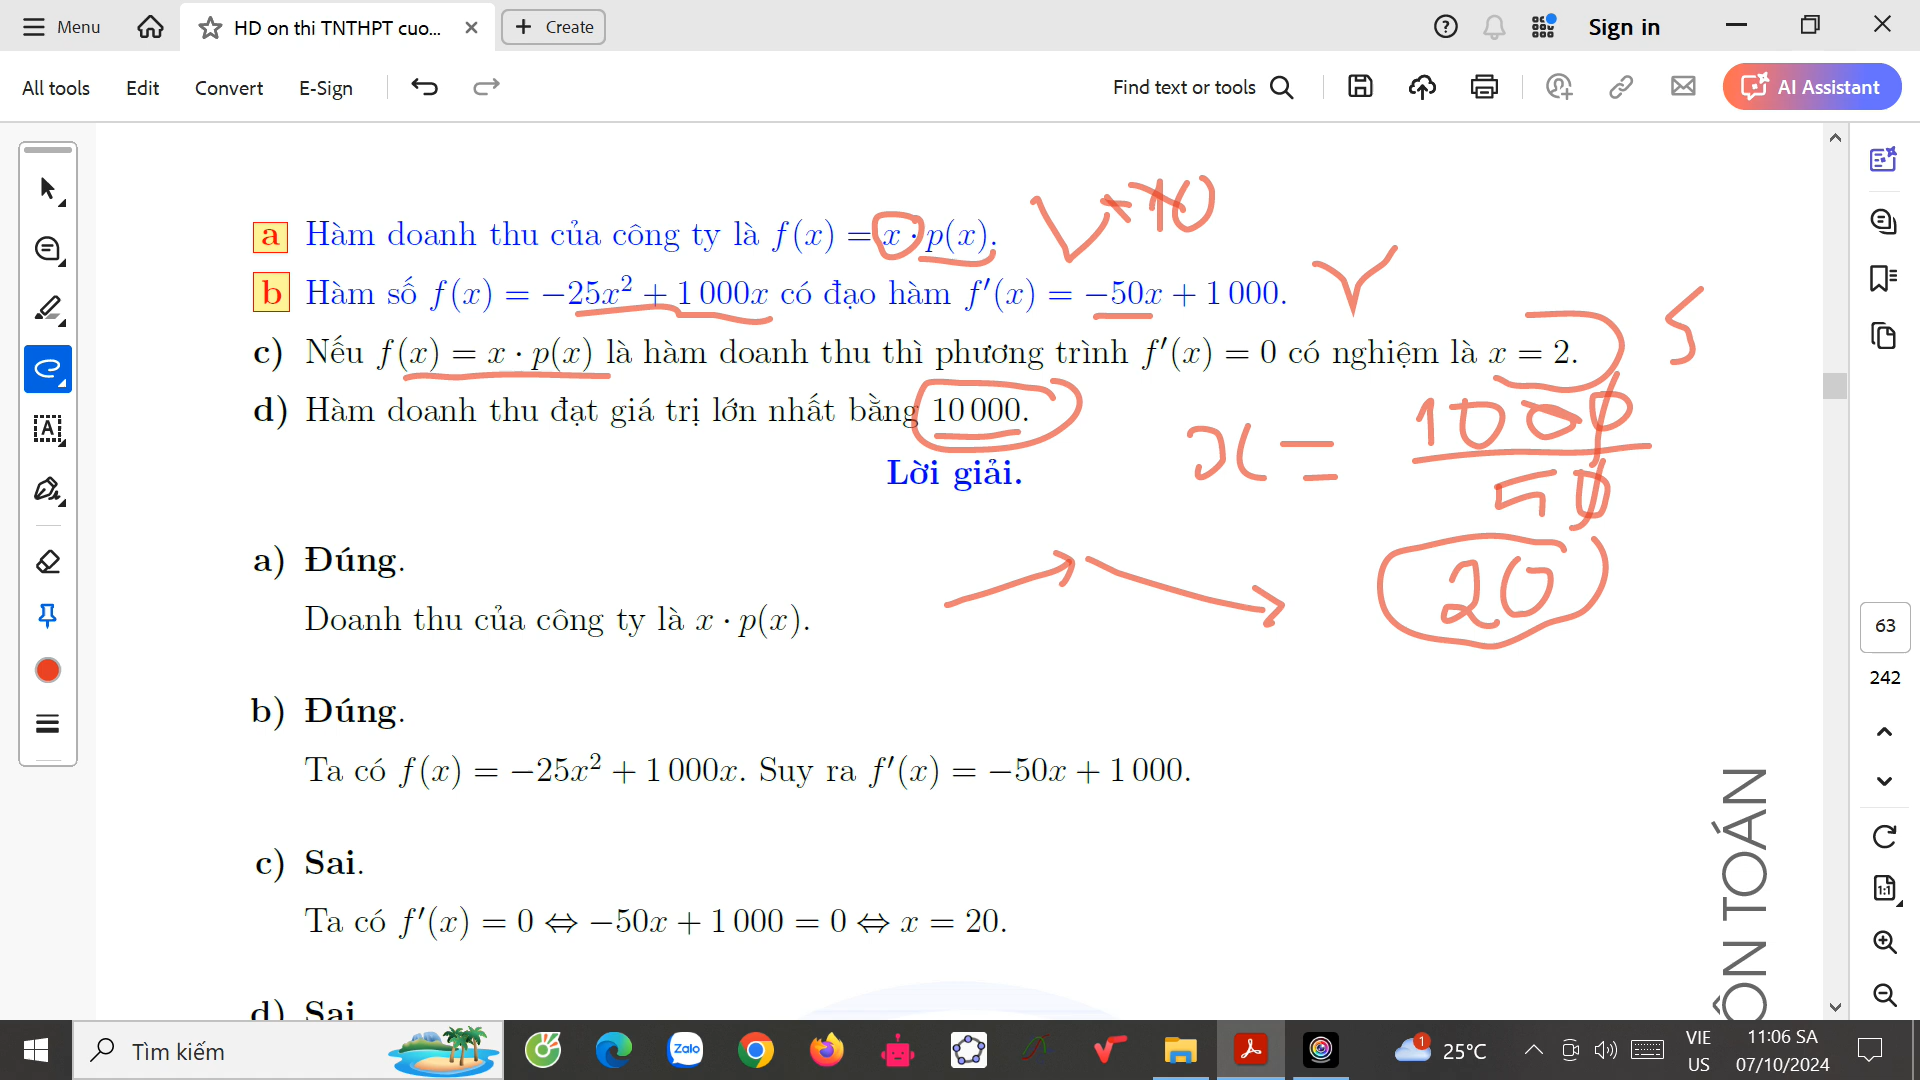 Menu HD on thi TNTHPT cuo... Create Sign in
All tools Edit Convert E-Sign Find text or tools AI Assistant
a Hàm doanh thu của công ty là f(x) = x · p(x).
b Hàm số f(x) = −25x² + 1 000x có đạo hàm f′(x) = −50x + 1 000.
c) Nếu f(x) = x · p(x) là hàm doanh thu thì phương trình f′(x) = 0 có nghiệm là x = 2. S
d) Hàm doanh thu đạt giá trị lớn nhất bằng 10 000.
x = 1000
50
20
Lời giải.
a) Đúng.
Doanh thu của công ty là x · p(x).
b) Đúng.
Ta có f(x) = −25x² + 1 000x. Suy ra f′(x) = −50x + 1 000.
c) Sai.
Ta có f′(x) = 0 ⇔ −50x + 1 000 = 0 ⇔ x = 20.
d) Sai
ÔN TOÁN
63
242
Tìm kiếm
Zalo
1
25°C
VIE
US
11:06 SA
07/10/2024